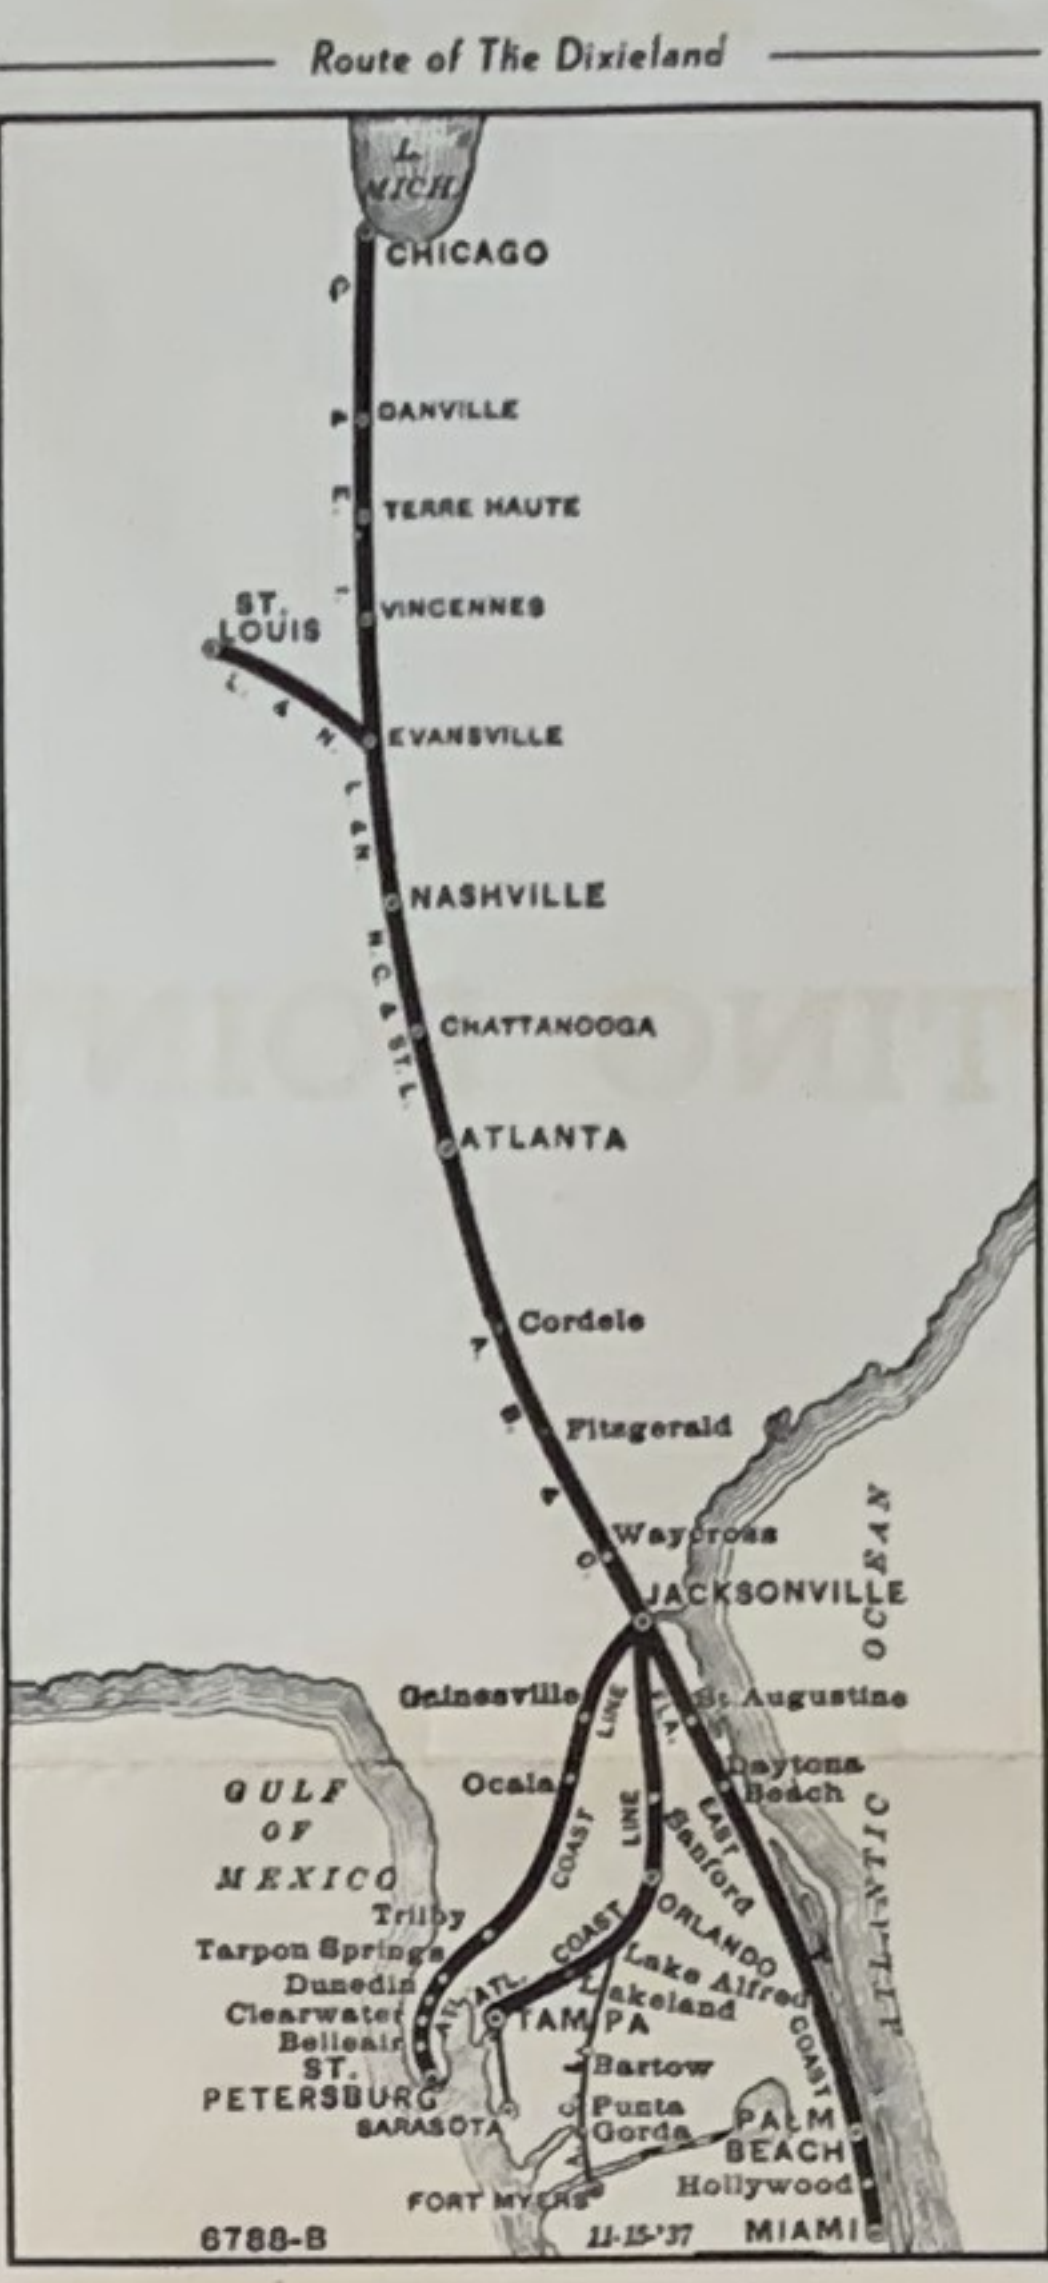 Route of The Dixieland
L.
MICH.
CHICAGO
C.
DANVILLE
&
E.
TERRE HAUTE
I.
VINCENNES
ST.
LOUIS
L. & N.
EVANSVILLE
L. & N.
NASHVILLE
N. C. & ST. L.
CHATTANOOGA
ATLANTA
Cordele
Fitzgerald
A. B. & C.
Waycross
JACKSONVILLE
ATLANTIC OCEAN
Gainesville
St. Augustine
Ocala
Daytona
Beach
GULF
OF
MEXICO
ATL. COAST LINE
ATL. COAST LINE
FLA. EAST COAST
Sanford
ORLANDO
Trilby
Tarpon Springs
Dunedin
Clearwater
Belleair
ST.
PETERSBURG
Lake Alfred
Lakeland
TAMPA
Bartow
Punta
Gorda
SARASOTA
PALM
BEACH
Hollywood
FORT MYERS
6788-B
11-15-'37
MIAMI